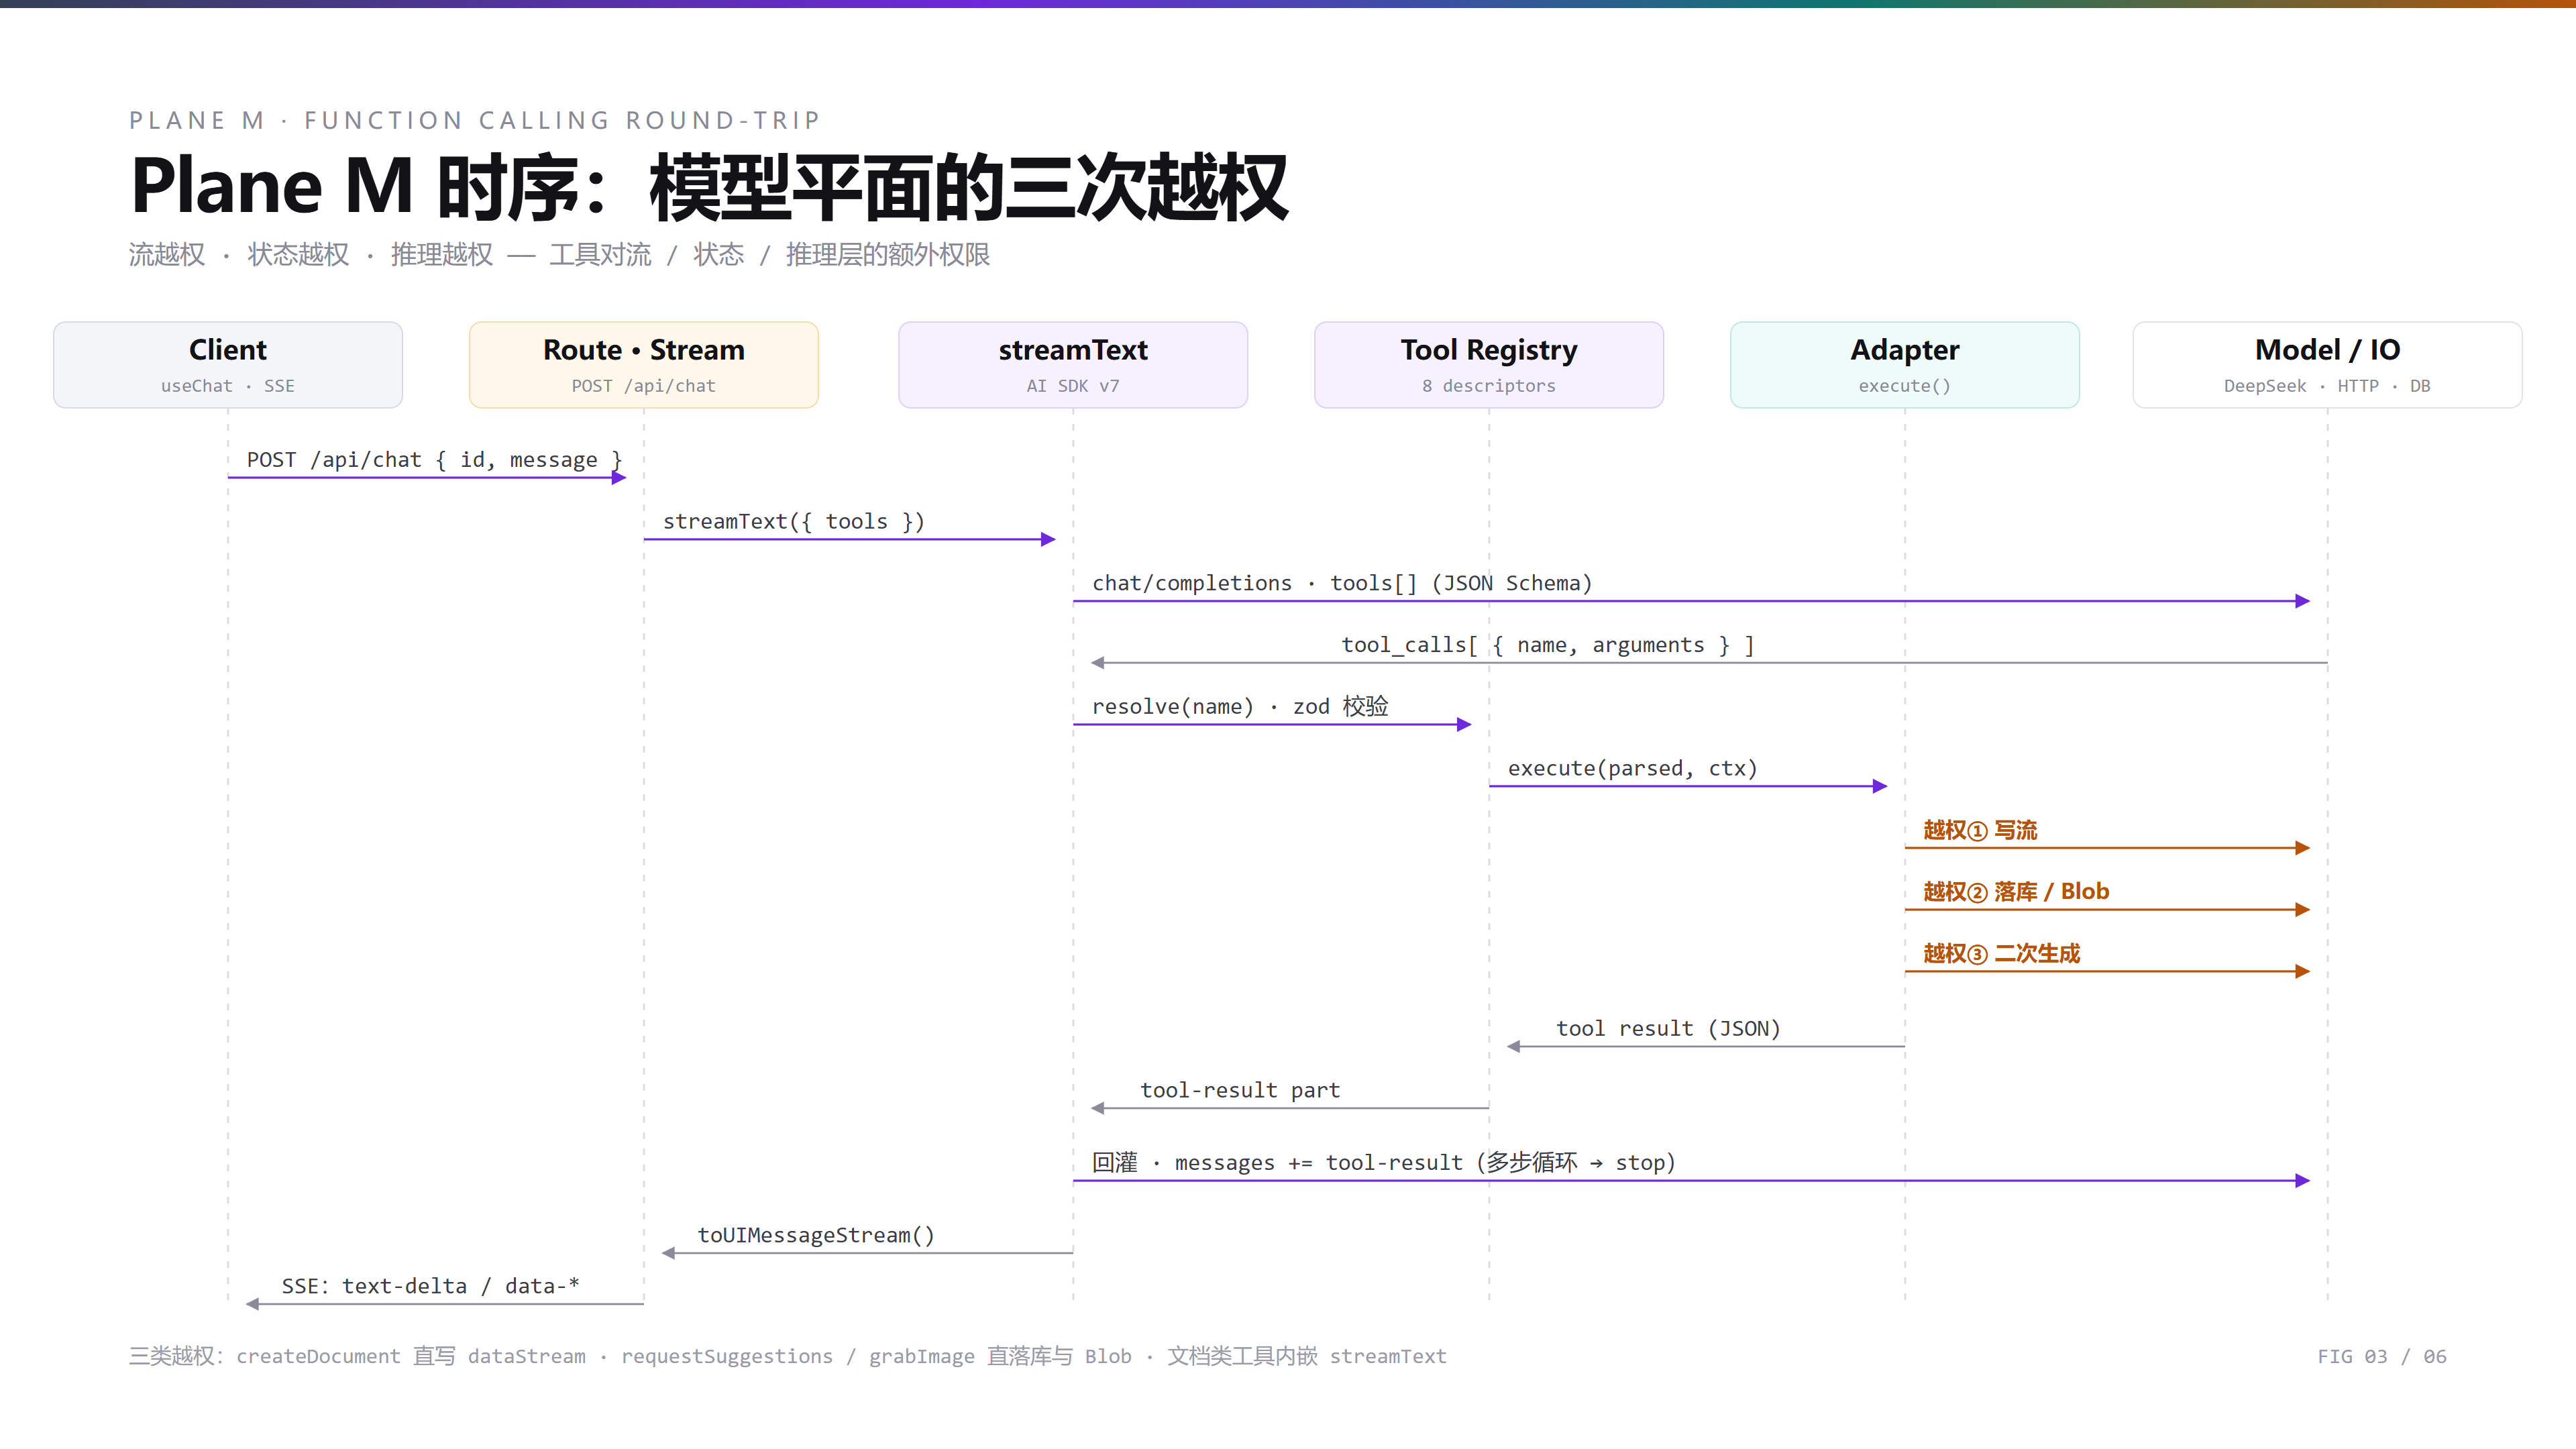 PLANE M · FUNCTION CALLING ROUND-TRIP
Plane M 时序：模型平面的三次越权
流越权 · 状态越权 · 推理越权 —— 工具对流 / 状态 / 推理层的额外权限
Client
useChat · SSE
Route · Stream
POST /api/chat
streamText
AI SDK v7
Tool Registry
8 descriptors
Adapter
execute()
Model / IO
DeepSeek · HTTP · DB
POST /api/chat { id, message }
streamText({ tools })
chat/completions · tools[] (JSON Schema)
tool_calls[ { name, arguments } ]
resolve(name) · zod 校验
execute(parsed, ctx)
越权① 写流
越权② 落库 / Blob
越权③ 二次生成
tool result (JSON)
tool-result part
回灌 · messages += tool-result (多步循环 → stop)
toUIMessageStream()
SSE：text-delta / data-*
三类越权：createDocument 直写 dataStream · requestSuggestions / grabImage 直落库与 Blob · 文档类工具内嵌 streamText
FIG 03 / 06